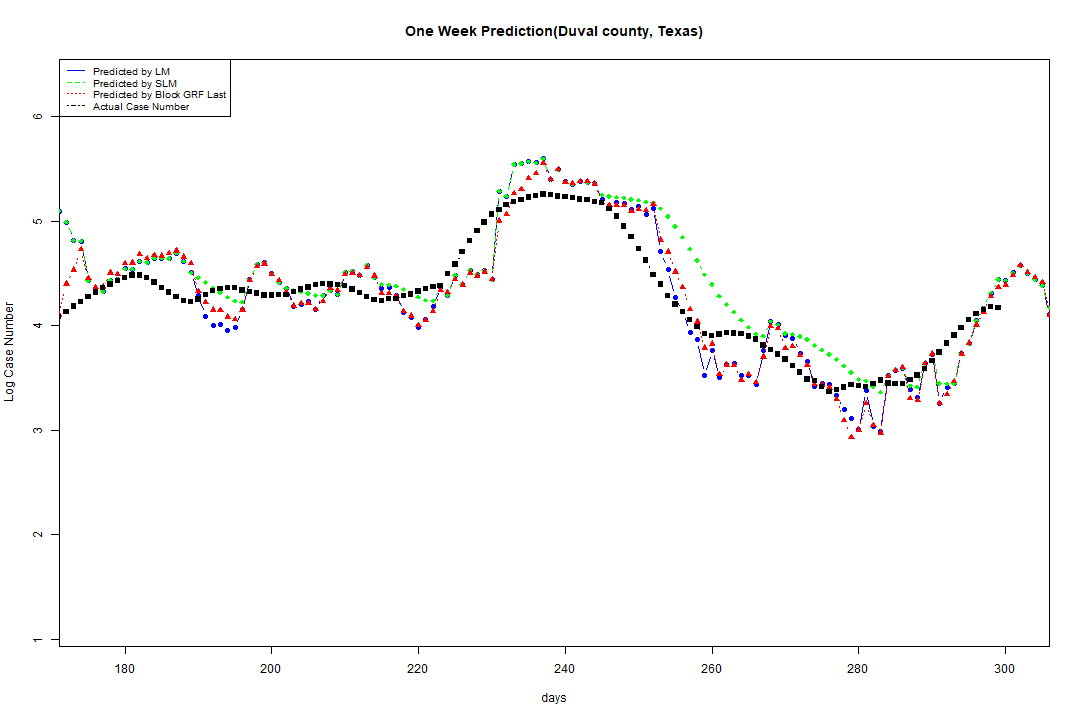 One Week Prediction(Duval county, Texas)
Predicted by LM
Predicted by SLM
Predicted by Block GRF Last
Actual Case Number
6
5
4
3
2
1
Log Case Number
180 200 220 240 260 280 300
days